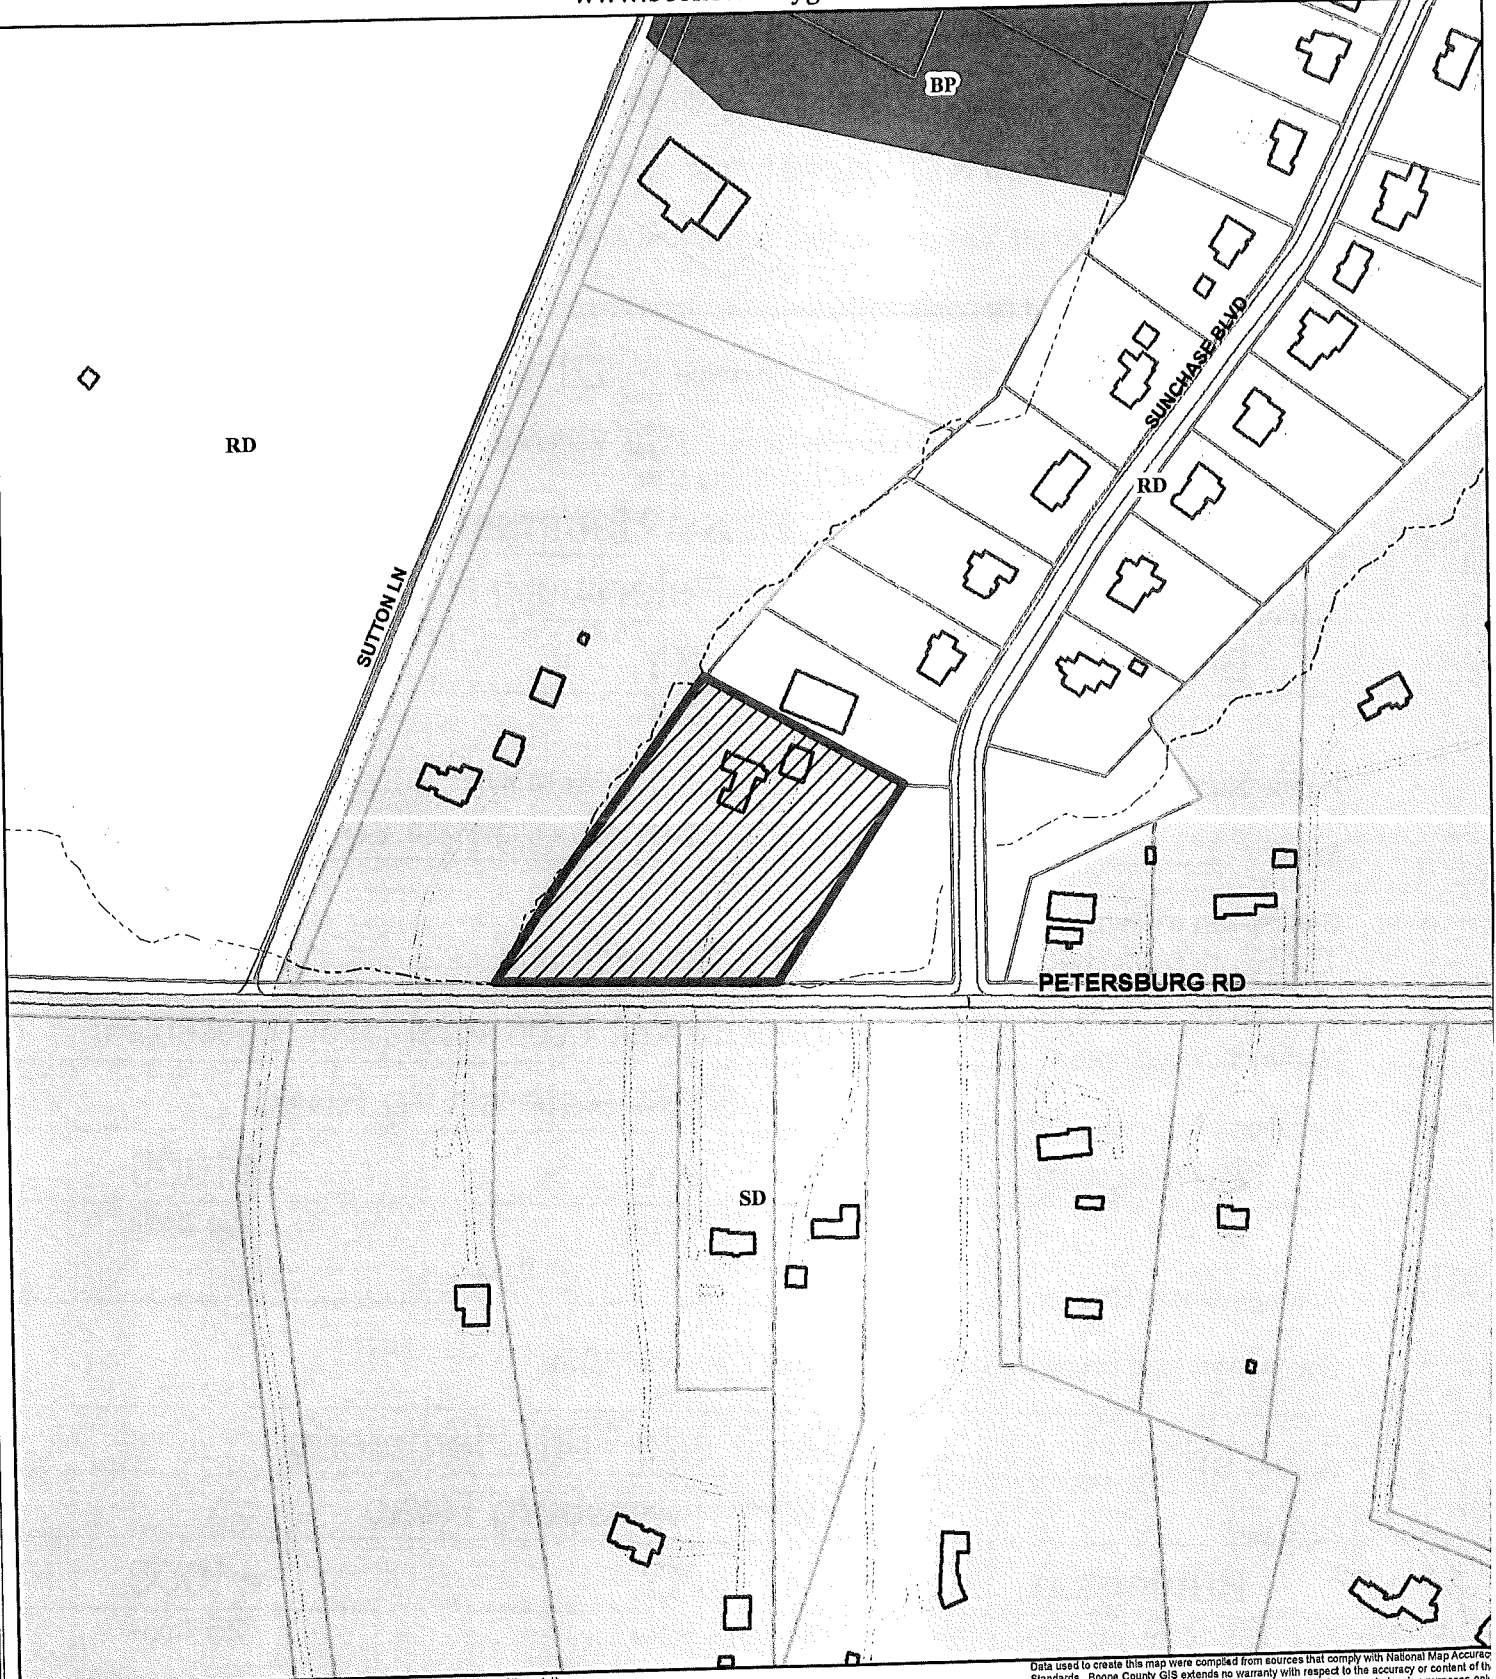 BP
RD
SUNCHASE BLVD
RD
SUTTON LN
PETERSBURG RD
SD
Data used to create this map were compiled from sources that comply with National Map Accuracy
Standards. Boone County GIS extends no warranty with respect to the accuracy or content of th